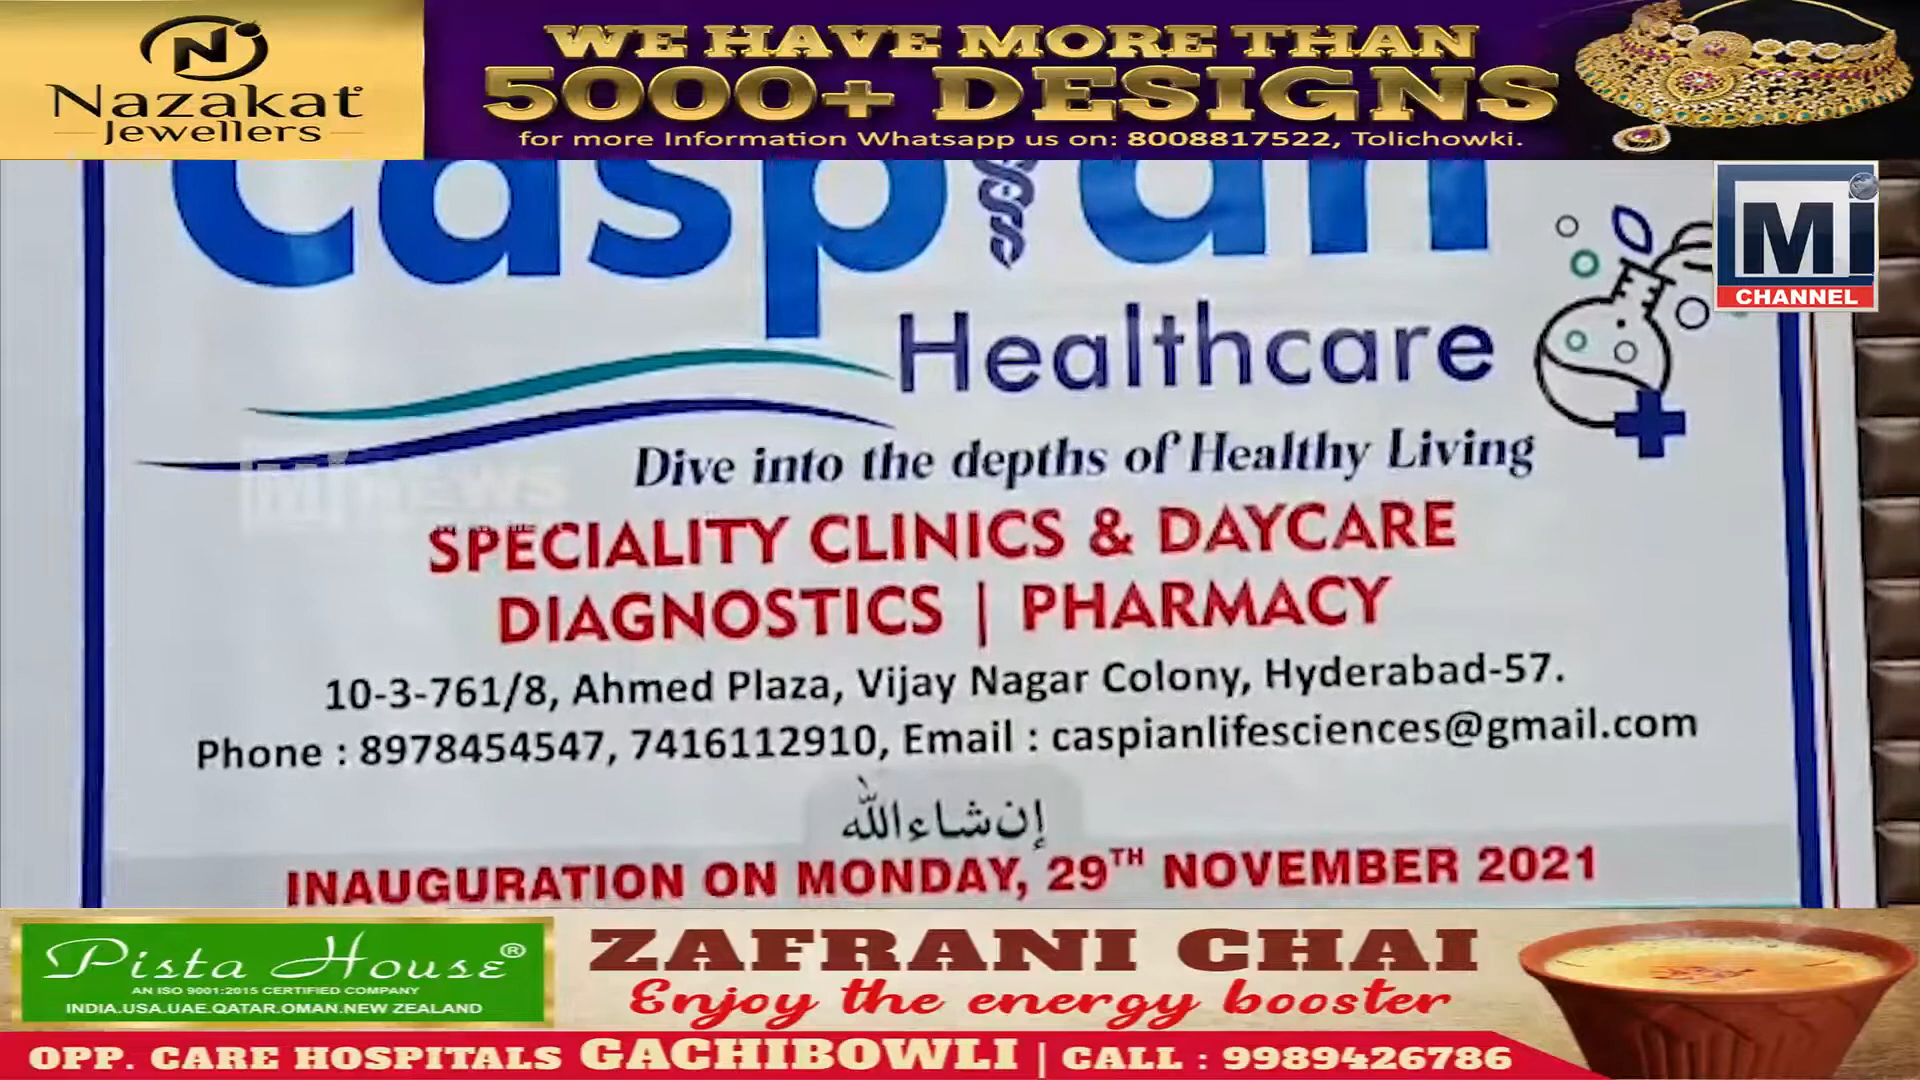 Nazakat
Jewellers
WE HAVE MORE THAN
5000+ DESIGNS
for more Information Whatsapp us on: 8008817522, Tolichowki.
Mi
CHANNEL
Caspian
Healthcare
Dive into the depths of Healthy Living
Mi NEWS
SPECIALITY CLINICS & DAYCARE
DIAGNOSTICS | PHARMACY
10-3-761/8, Ahmed Plaza, Vijay Nagar Colony, Hyderabad-57.
Phone : 8978454547, 7416112910, Email : caspianlifesciences@gmail.com
إن شاء الله
INAUGURATION ON MONDAY, 29TH NOVEMBER 2021
Pista House®
AN ISO 9001:2015 CERTIFIED COMPANY
INDIA.USA.UAE.QATAR.OMAN.NEW ZEALAND
ZAFRANI CHAI
Enjoy the energy booster
OPP. CARE HOSPITALS GACHIBOWLI | CALL : 9989426786